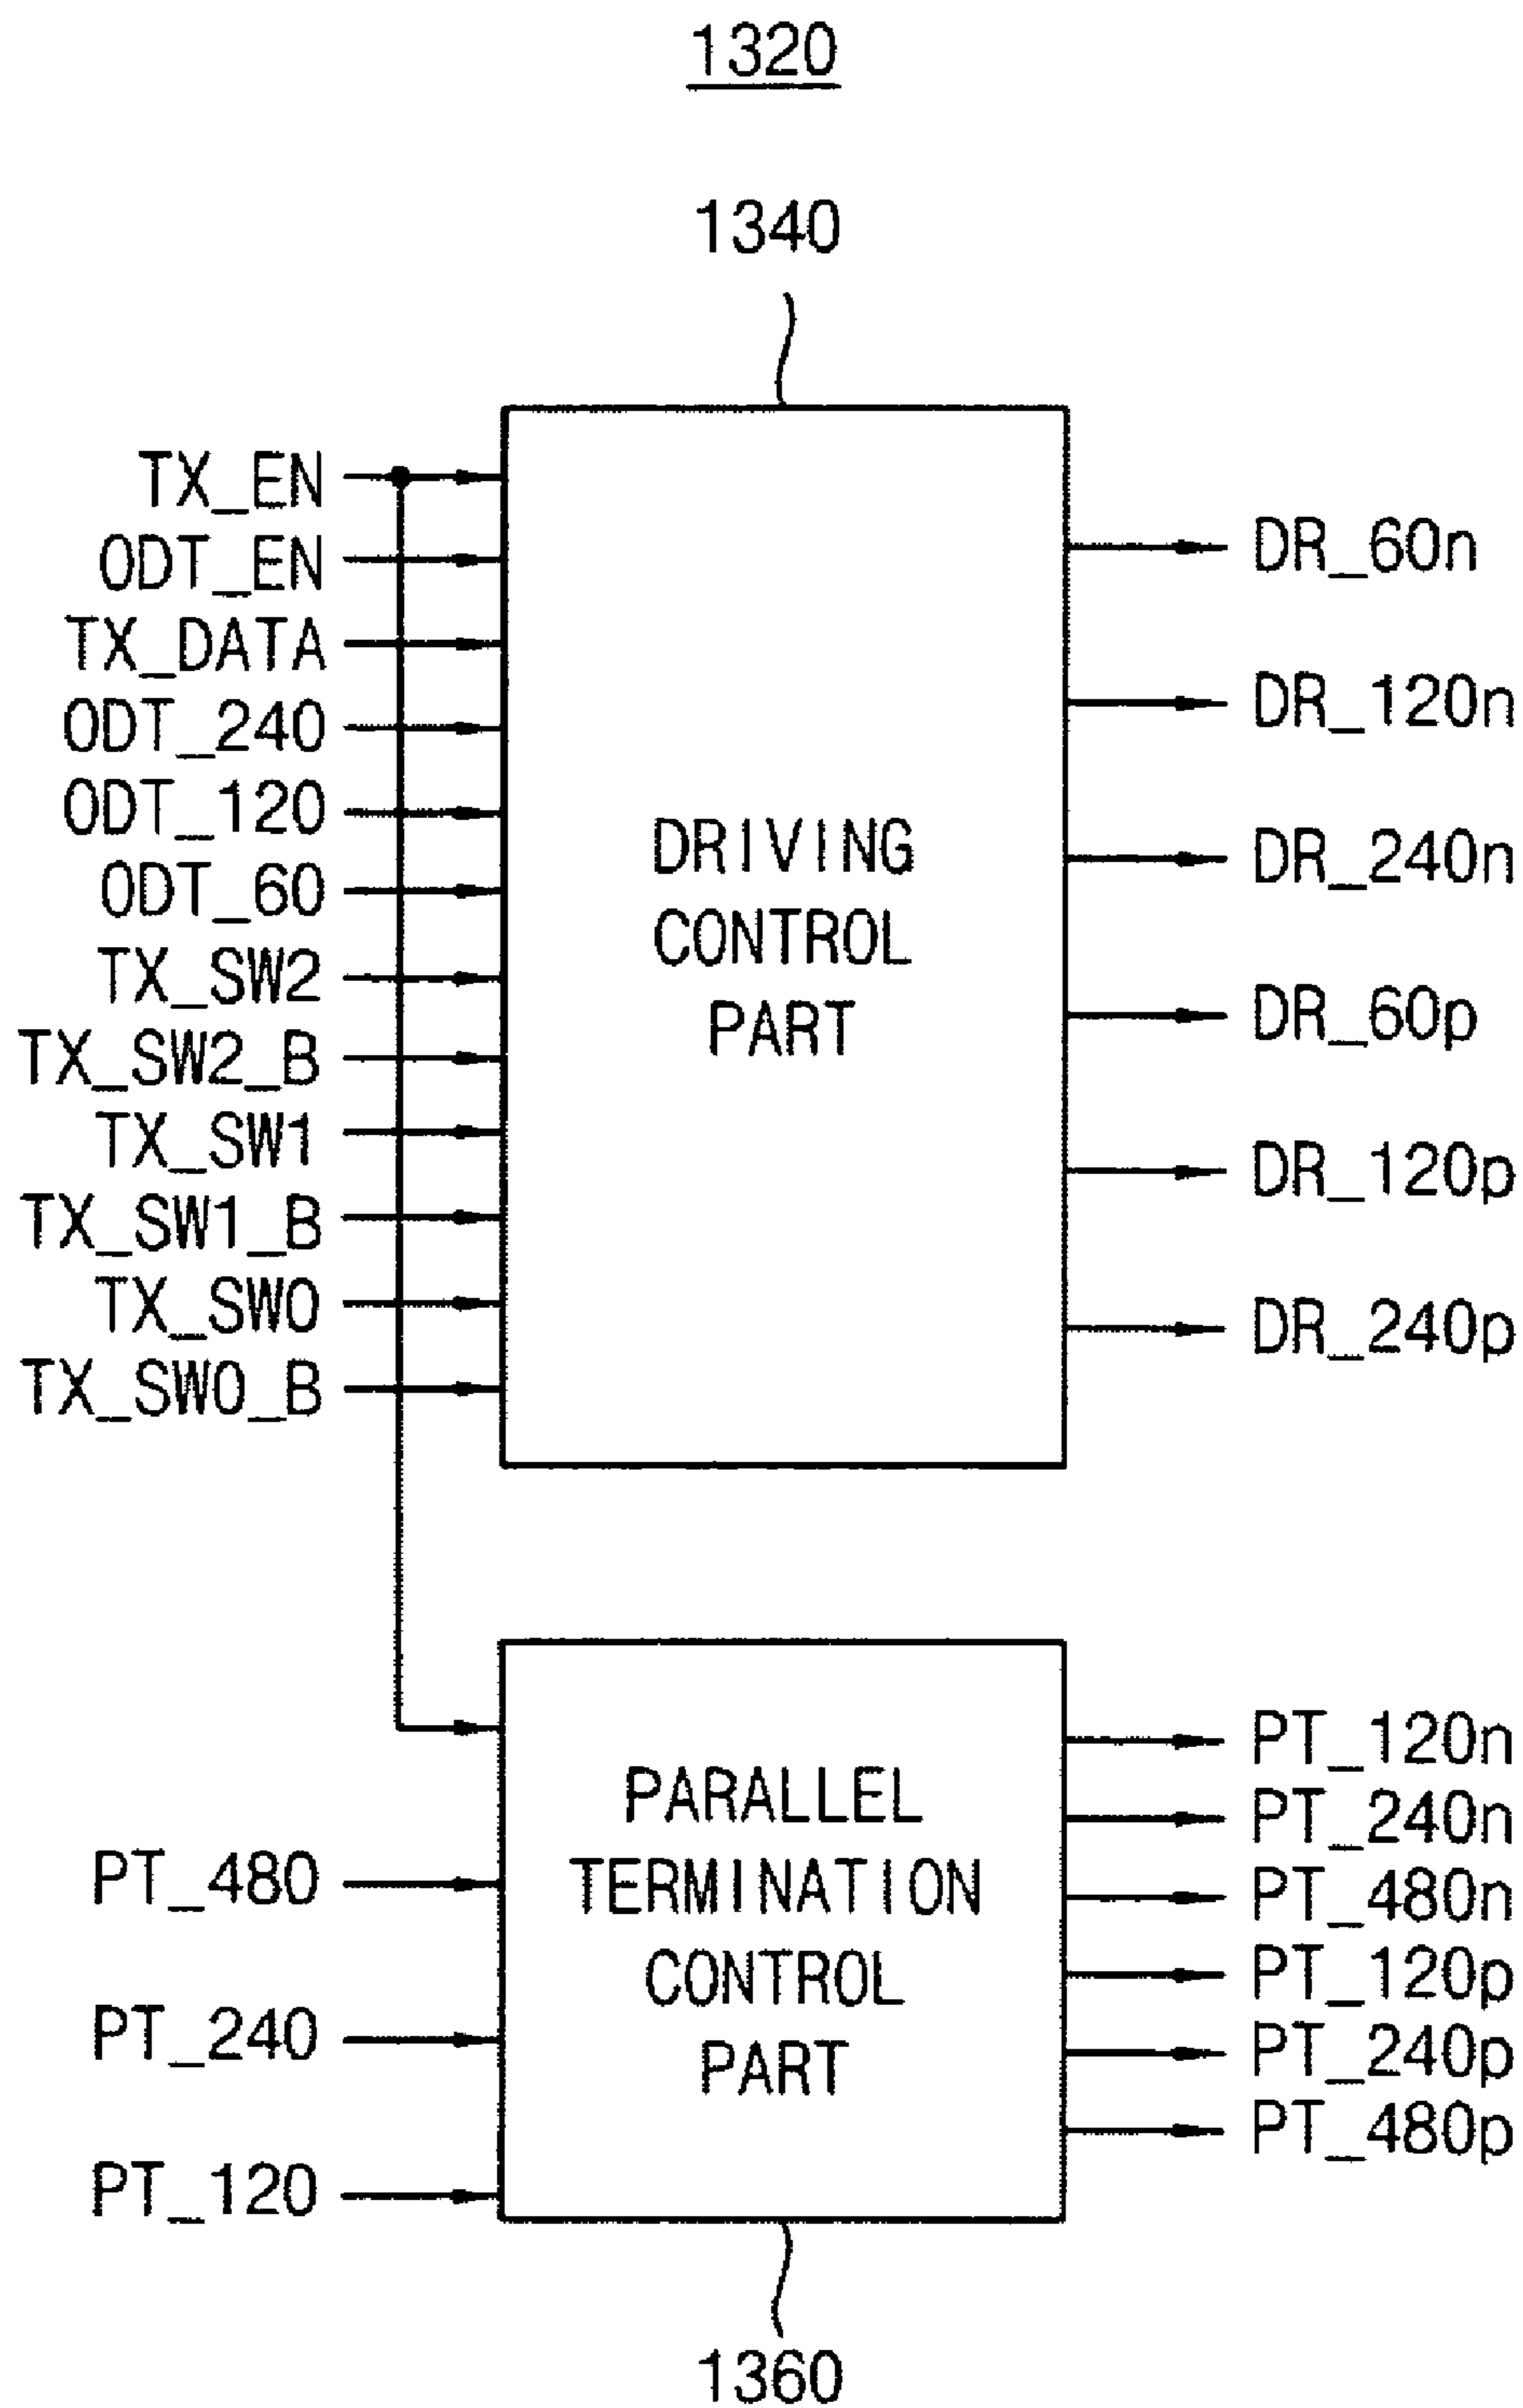 1320
1340
TX_EN
ODT_EN
TX_DATA
ODT_240
ODT_120
ODT_60
TX_SW2
TX_SW2_B
TX_SW1
TX_SW1_B
TX_SW0
TX_SW0_B
DRIVING
CONTROL
PART
DR_60n
DR_120n
DR_240n
DR_60p
DR_120p
DR_240p
PT_480
PT_240
PT_120
PARALLEL
TERMINATION
CONTROL
PART
PT_120n
PT_240n
PT_480n
PT_120p
PT_240p
PT_480p
1360